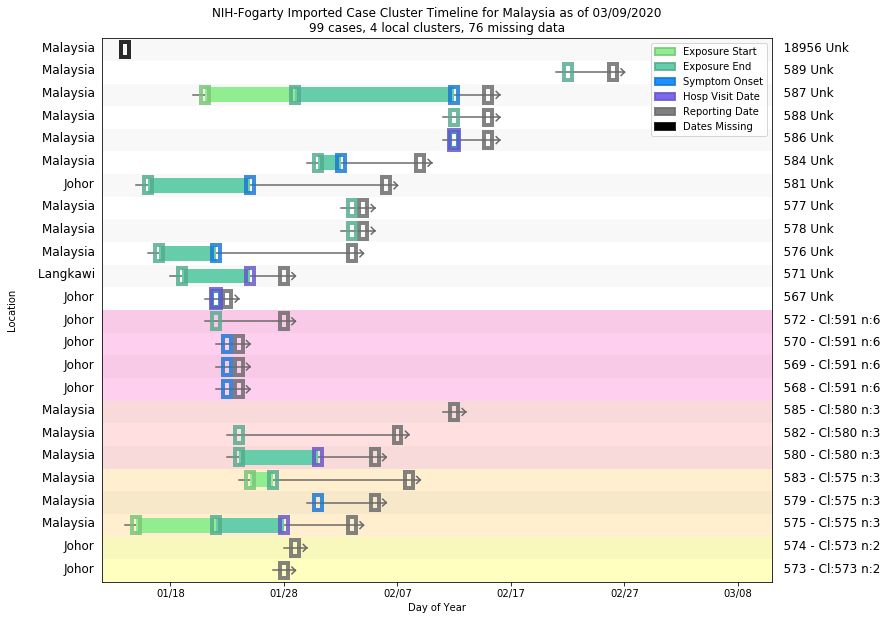 NIH-Fogarty Imported Case Cluster Timeline for Malaysia as of 03/09/2020
99 cases, 4 local clusters, 76 missing data
Exposure Start
Exposure End
Symptom Onset
Hosp Visit Date
Reporting Date
Dates Missing
Location
Malaysia 18956 Unk
Malaysia 589 Unk
Malaysia 587 Unk
Malaysia 588 Unk
Malaysia 586 Unk
Malaysia 584 Unk
Johor 581 Unk
Malaysia 577 Unk
Malaysia 578 Unk
Malaysia 576 Unk
Langkawi 571 Unk
Johor 567 Unk
Johor 572 - Cl:591 n:6
Johor 570 - Cl:591 n:6
Johor 569 - Cl:591 n:6
Johor 568 - Cl:591 n:6
Malaysia 585 - Cl:580 n:3
Malaysia 582 - Cl:580 n:3
Malaysia 580 - Cl:580 n:3
Malaysia 583 - Cl:575 n:3
Malaysia 579 - Cl:575 n:3
Malaysia 575 - Cl:575 n:3
Johor 574 - Cl:573 n:2
Johor 573 - Cl:573 n:2
01/18 01/28 02/07 02/17 02/27 03/08
Day of Year